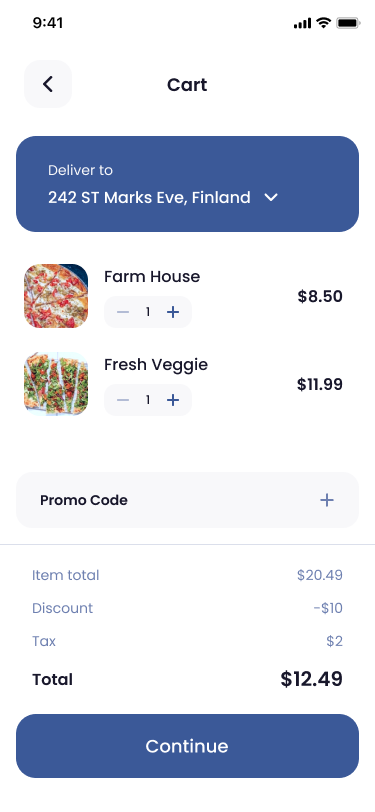 9:41
Cart
Deliver to
242 ST Marks Eve, Finland
Farm House
1
$8.50
Fresh Veggie
1
$11.99
Promo Code
Item total $20.49
Discount -$10
Tax $2
Total $12.49
Continue